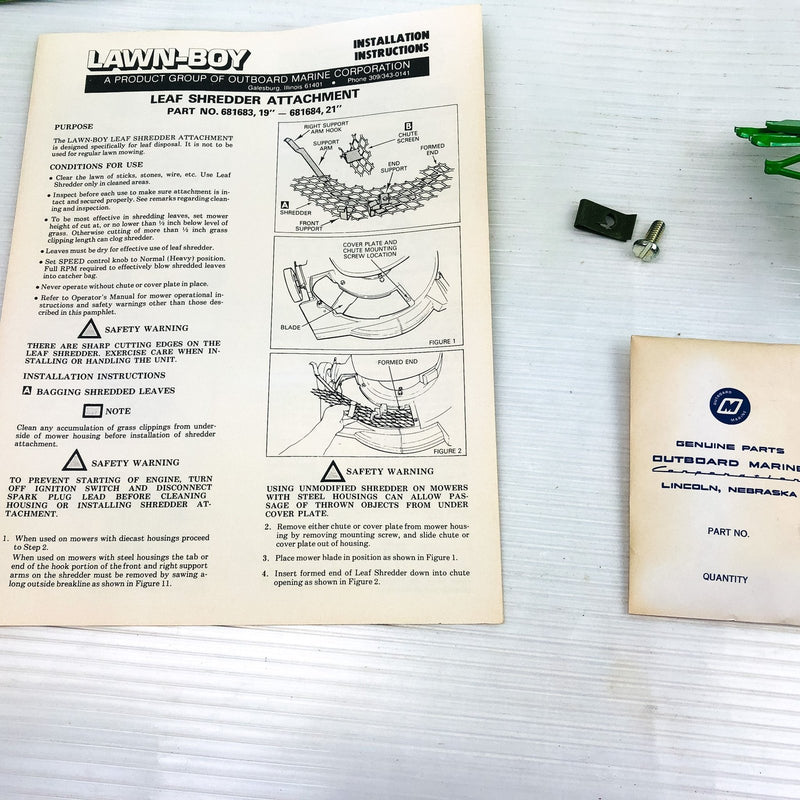 LAWN-BOY
INSTALLATION
INSTRUCTIONS
A PRODUCT GROUP OF OUTBOARD MARINE CORPORATION
Galesburg, Illinois 61401 • Phone 309/343-0141
LEAF SHREDDER ATTACHMENT
PART NO. 681683, 19" — 681684, 21"
PURPOSE
The LAWN-BOY LEAF SHREDDER ATTACHMENT
is designed specifically for leaf disposal. It is not to be
used for regular lawn mowing.
CONDITIONS FOR USE
• Clear the lawn of sticks, stones, wire, etc. Use Leaf
Shredder only in cleaned areas.
• Inspect before each use to make sure attachment is in-
tact and secured properly. See remarks regarding clean-
ing and inspection.
• To be most effective in shredding leaves, set mower
height of cut at, or no lower than ½ inch below level of
grass. Otherwise cutting of more than ½ inch grass
clipping length can clog shredder.
• Leaves must be dry for effective use of leaf shredder.
• Set SPEED control knob to Normal (Heavy) position.
Full RPM required to effectively blow shredded leaves
into catcher bag.
• Never operate without chute or cover plate in place.
• Refer to Operator's Manual for mower operational in-
structions and safety warnings other than those des-
cribed in this pamphlet.
SAFETY WARNING
THERE ARE SHARP CUTTING EDGES ON THE
LEAF SHREDDER. EXERCISE CARE WHEN IN-
STALLING OR HANDLING THE UNIT.
INSTALLATION INSTRUCTIONS
A BAGGING SHREDDED LEAVES
NOTE
Clean any accumulation of grass clippings from under-
side of mower housing before installation of shredder
attachment.
SAFETY WARNING
TO PREVENT STARTING OF ENGINE, TURN
OFF IGNITION SWITCH AND DISCONNECT
SPARK PLUG LEAD BEFORE CLEANING
HOUSING OR INSTALLING SHREDDER AT-
TACHMENT.
1. When used on mowers with diecast housings proceed
to Step 2.
When used on mowers with steel housings the tab or
end of the hook portion of the front and right support
arms on the shredder must be removed by sawing a-
long outside breakline as shown in Figure 11.
RIGHT SUPPORT
ARM HOOK
SUPPORT
ARM
B
CHUTE
SCREEN
FORMED
END
END
SUPPORT
A
SHREDDER
FRONT
SUPPORT
COVER PLATE AND
CHUTE MOUNTING
SCREW LOCATION
BLADE
FIGURE 1
FORMED END
FIGURE 2
SAFETY WARNING
USING UNMODIFIED SHREDDER ON MOWERS
WITH STEEL HOUSINGS CAN ALLOW PAS-
SAGE OF THROWN OBJECTS FROM UNDER
COVER PLATE.
2. Remove either chute or cover plate from mower hous-
ing by removing mounting screw, and slide chute or
cover plate out of housing.
3. Place mower blade in position as shown in Figure 1.
4. Insert formed end of Leaf Shredder down into chute
opening as shown in Figure 2.
OUTBOARD
M
MARINE
GENUINE PARTS
OUTBOARD MARINE
Corporation
LINCOLN, NEBRASKA
PART NO.
QUANTITY